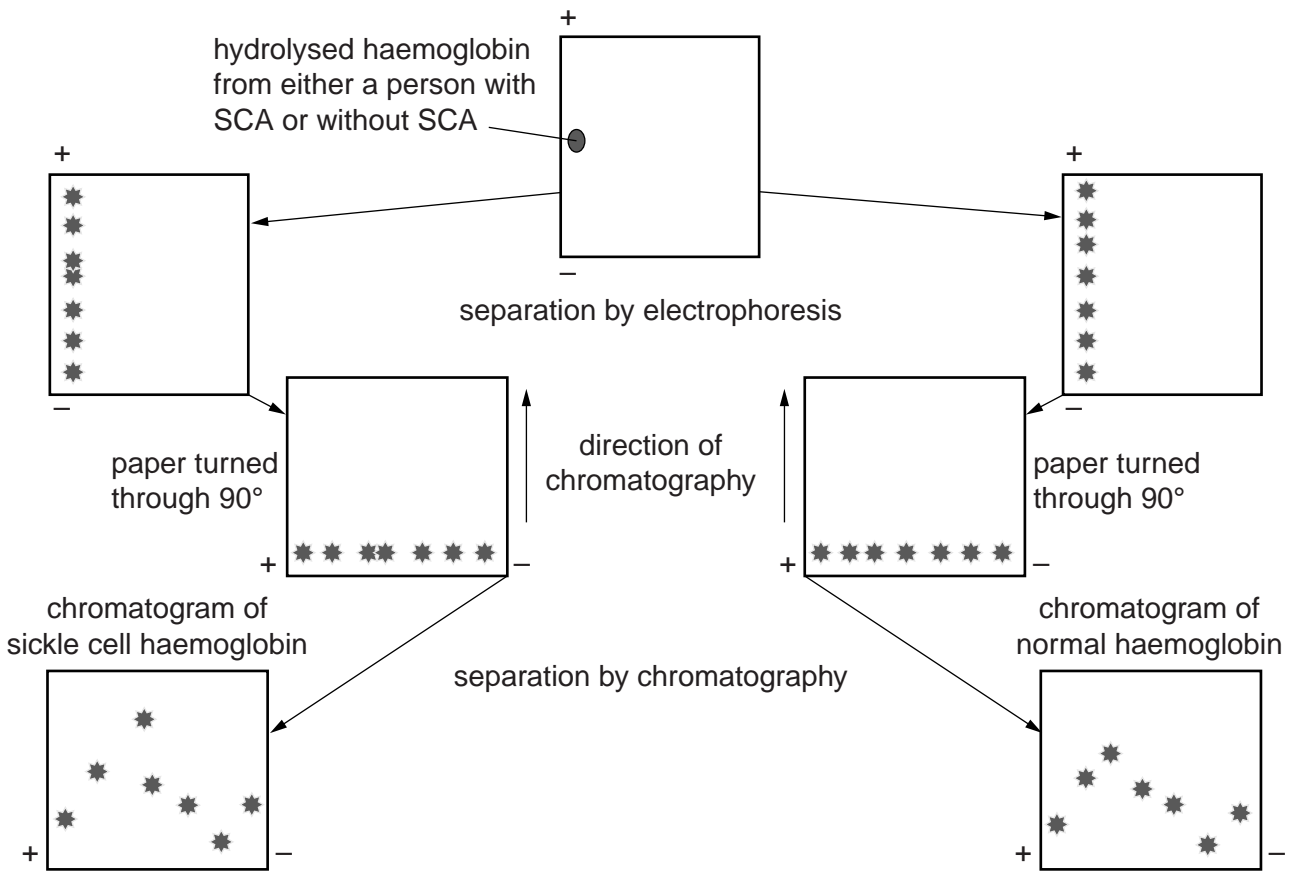 +
hydrolysed haemoglobin
from either a person with
SCA or without SCA
+
+
–
separation by electrophoresis
–
–
paper turned
through 90°
direction of
chromatography
paper turned
through 90°
+
–
+
–
chromatogram of
sickle cell haemoglobin
chromatogram of
normal haemoglobin
separation by chromatography
+
–
+
–